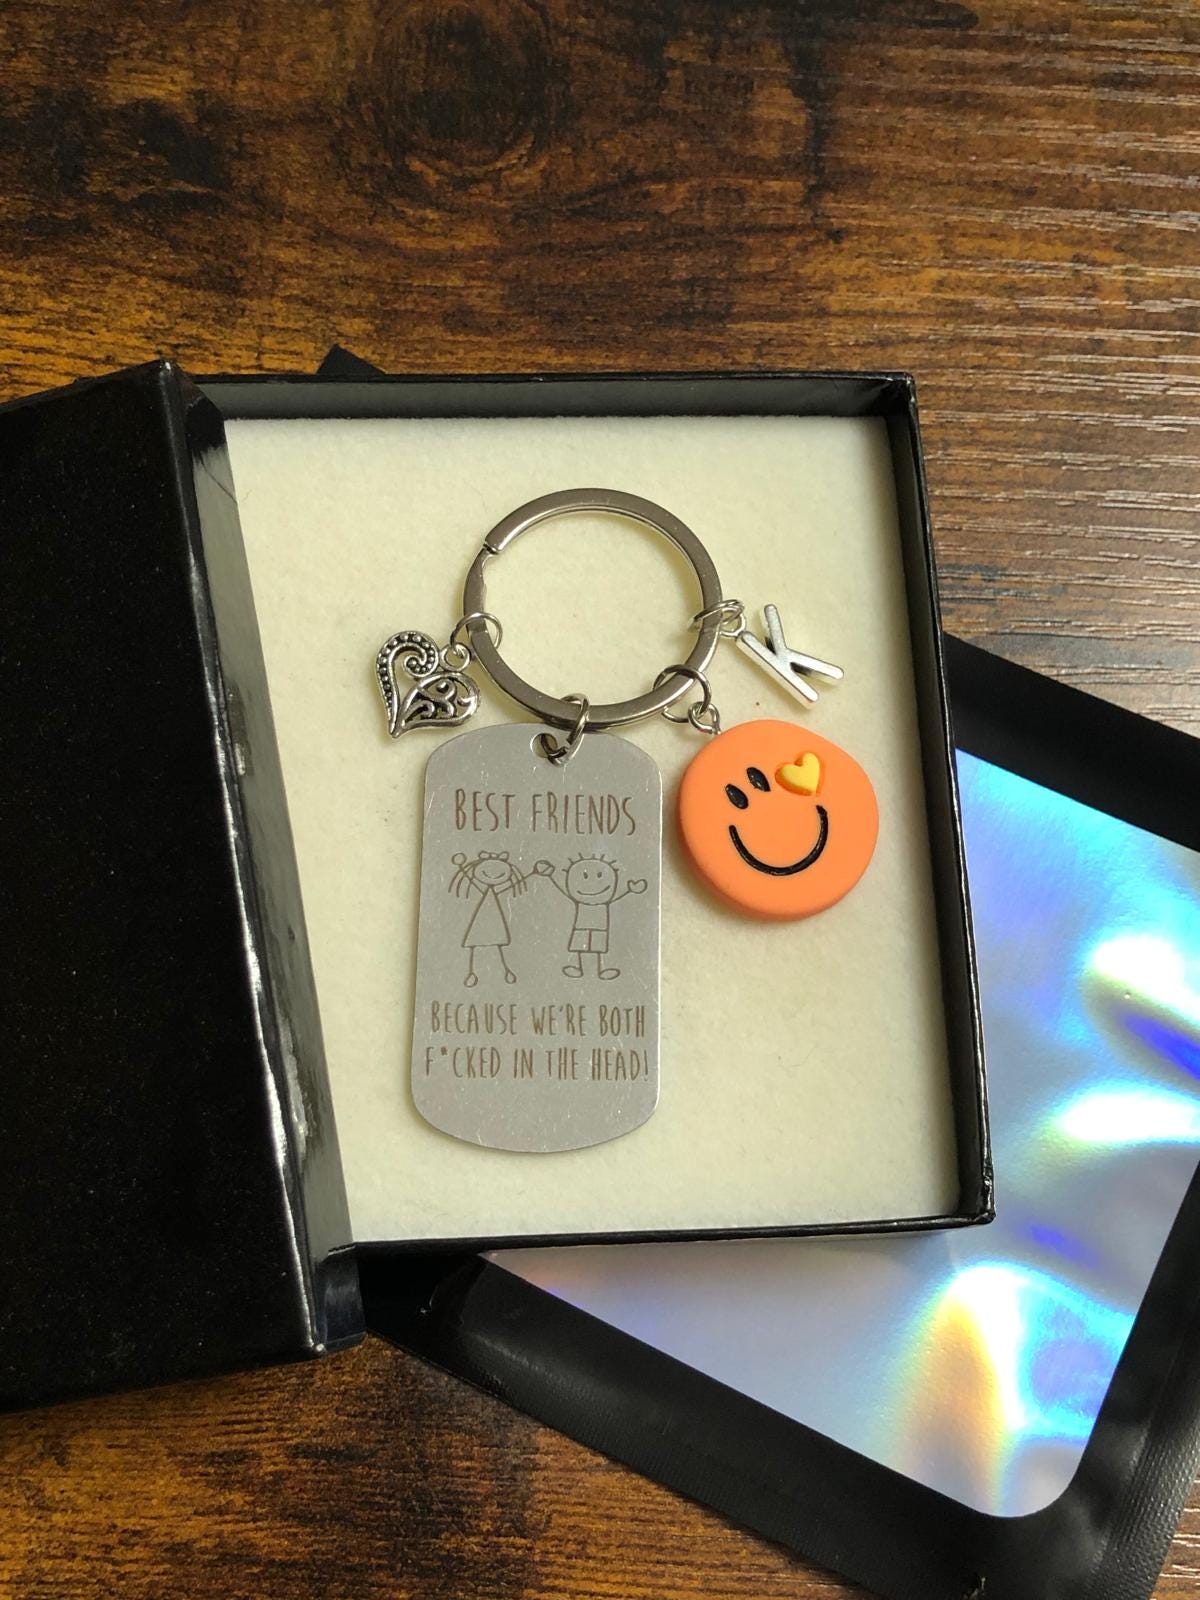 K
BEST FRIENDS
BECAUSE WE'RE BOTH
F*CKED IN THE HEAD!